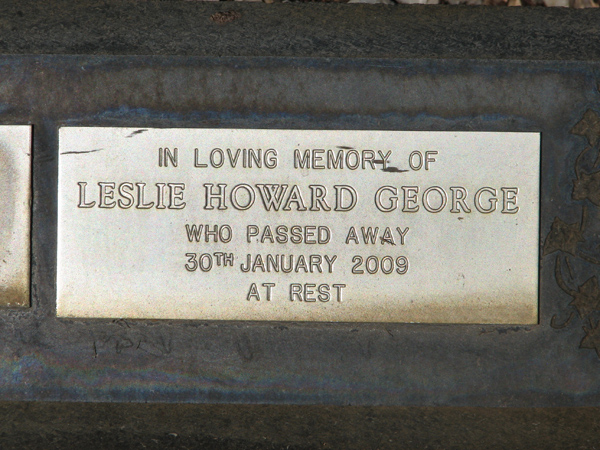 IN LOVING MEMORY OF
LESLIE HOWARD GEORGE
WHO PASSED AWAY
30TH JANUARY 2009
AT REST